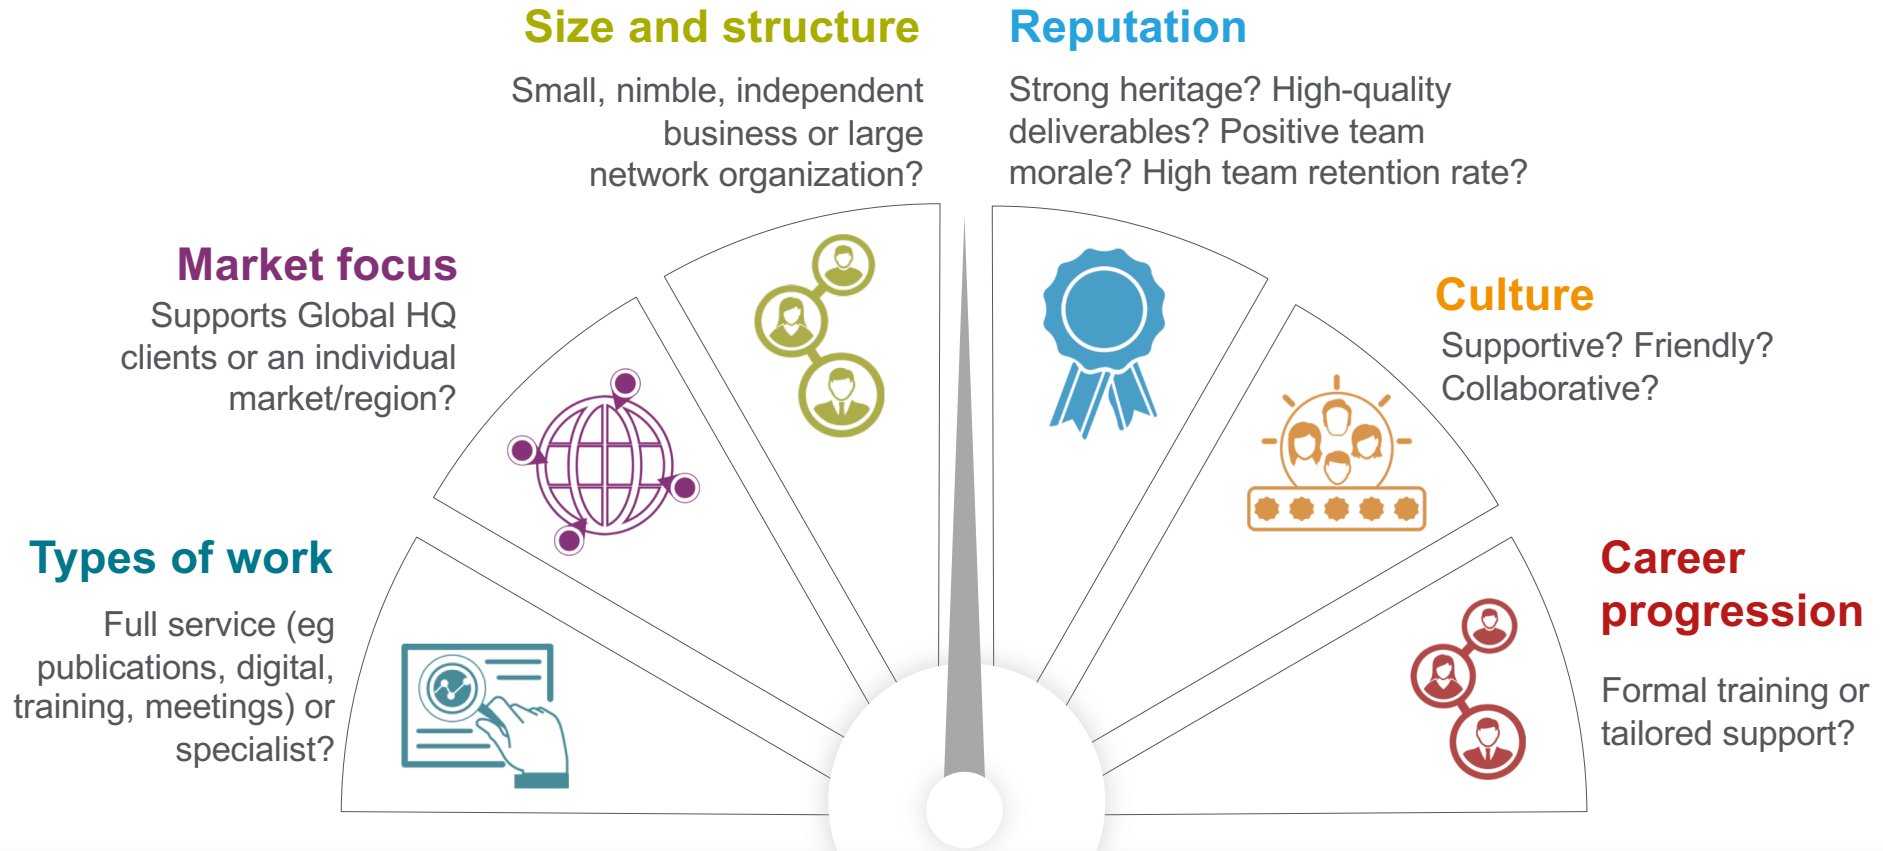 Size and structure
Small, nimble, independent
business or large
network organization?
Reputation
Strong heritage? High-quality
deliverables? Positive team
morale? High team retention rate?
Market focus
Supports Global HQ
clients or an individual
market/region?
Culture
Supportive? Friendly?
Collaborative?
Types of work
Full service (eg
publications, digital,
training, meetings) or
specialist?
Career
progression
Formal training or
tailored support?